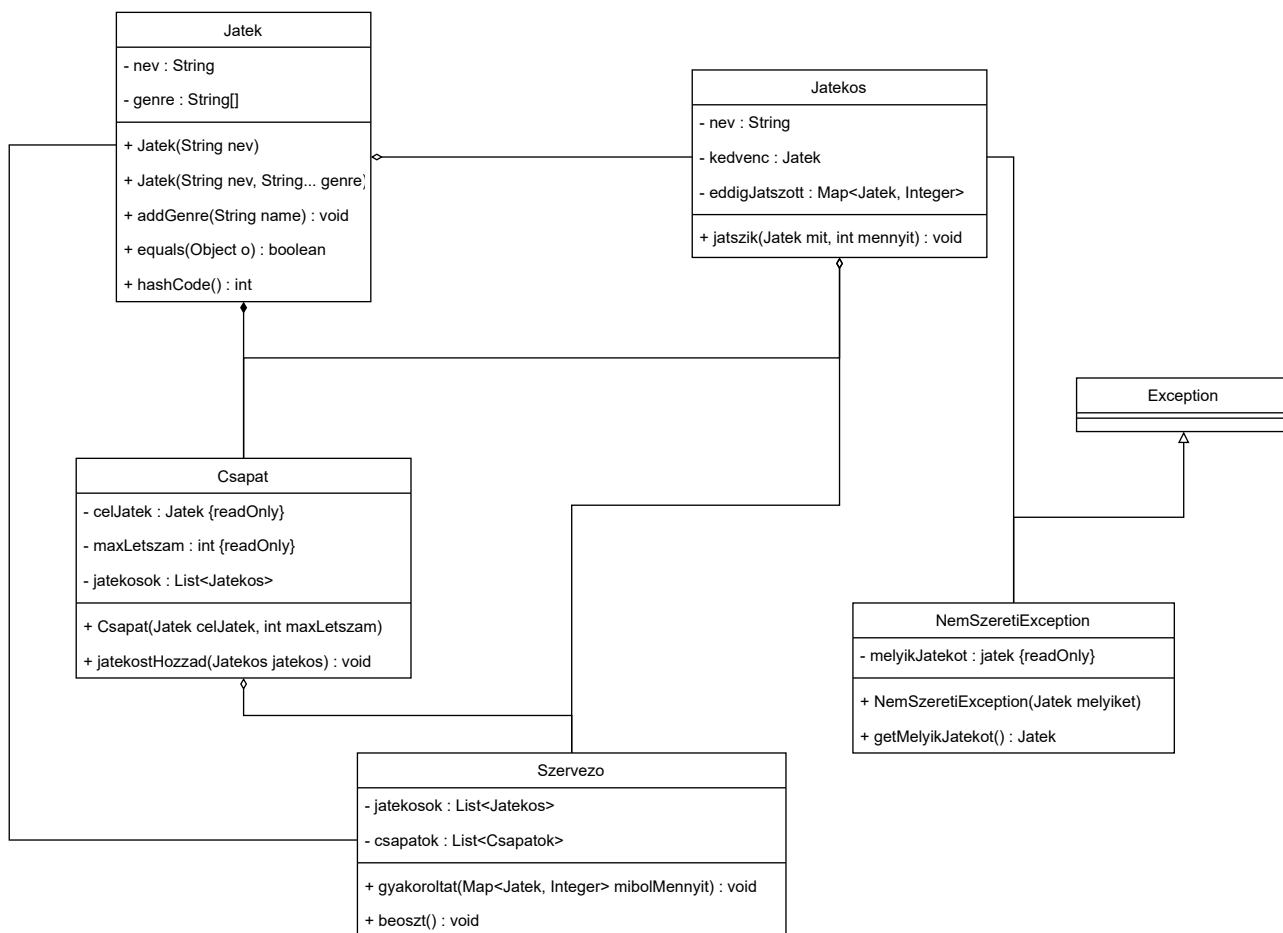 Jatek
- nev : String
- genre : String[]
+ Jatek(String nev)
+ Jatek(String nev, String... genre)
+ addGenre(String name) : void
+ equals(Object o) : boolean
+ hashCode() : int
Jatekos
- nev : String
- kedvenc : Jatek
- eddigJatszott : Map<Jatek, Integer>
+ jatszik(Jatek mit, int mennyit) : void
Exception
Csapat
- celJatek : Jatek {readOnly}
- maxLetszam : int {readOnly}
- jatekosok : List<Jatekos>
+ Csapat(Jatek celJatek, int maxLetszam)
+ jatekostHozzad(Jatekos jatekos) : void
NemSzeretiException
- melyikJatekot : jatek {readOnly}
+ NemSzeretiException(Jatek melyiket)
+ getMelyikJatekot() : Jatek
Szervezo
- jatekosok : List<Jatekos>
- csapatok : List<Csapatok>
+ gyakoroltat(Map<Jatek, Integer> mibolMennyit) : void
+ beoszt() : void